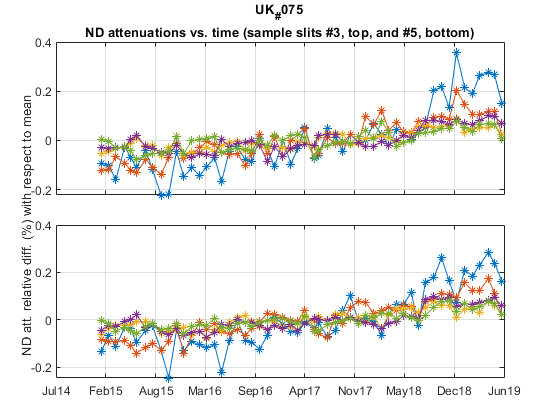 UK#075
ND attenuations vs. time (sample slits #3, top, and #5, bottom)
ND att. relative diff. (%) with respect to mean
0.4
0.2
0
-0.2
0.4
0.2
0
-0.2
Jul14 Feb15 Aug15 Mar16 Sep16 Apr17 Nov17 May18 Dec18 Jun19